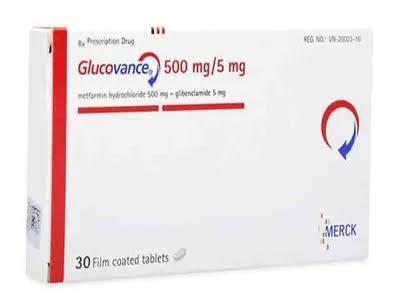 Rx Prescription Drug
REG. NO.: VN-20023-16
Glucovance® 500 mg/5 mg
metformin hydrochloride 500 mg – glibenclamide 5 mg
30 Film coated tablets
MERCK